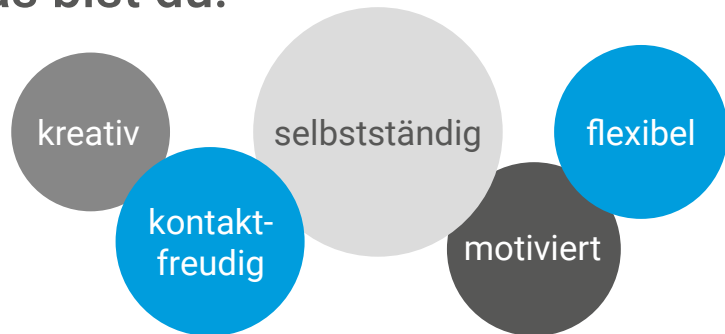 as bist du:
kreativ
selbstständig
flexibel
kontakt-
freudig
motiviert